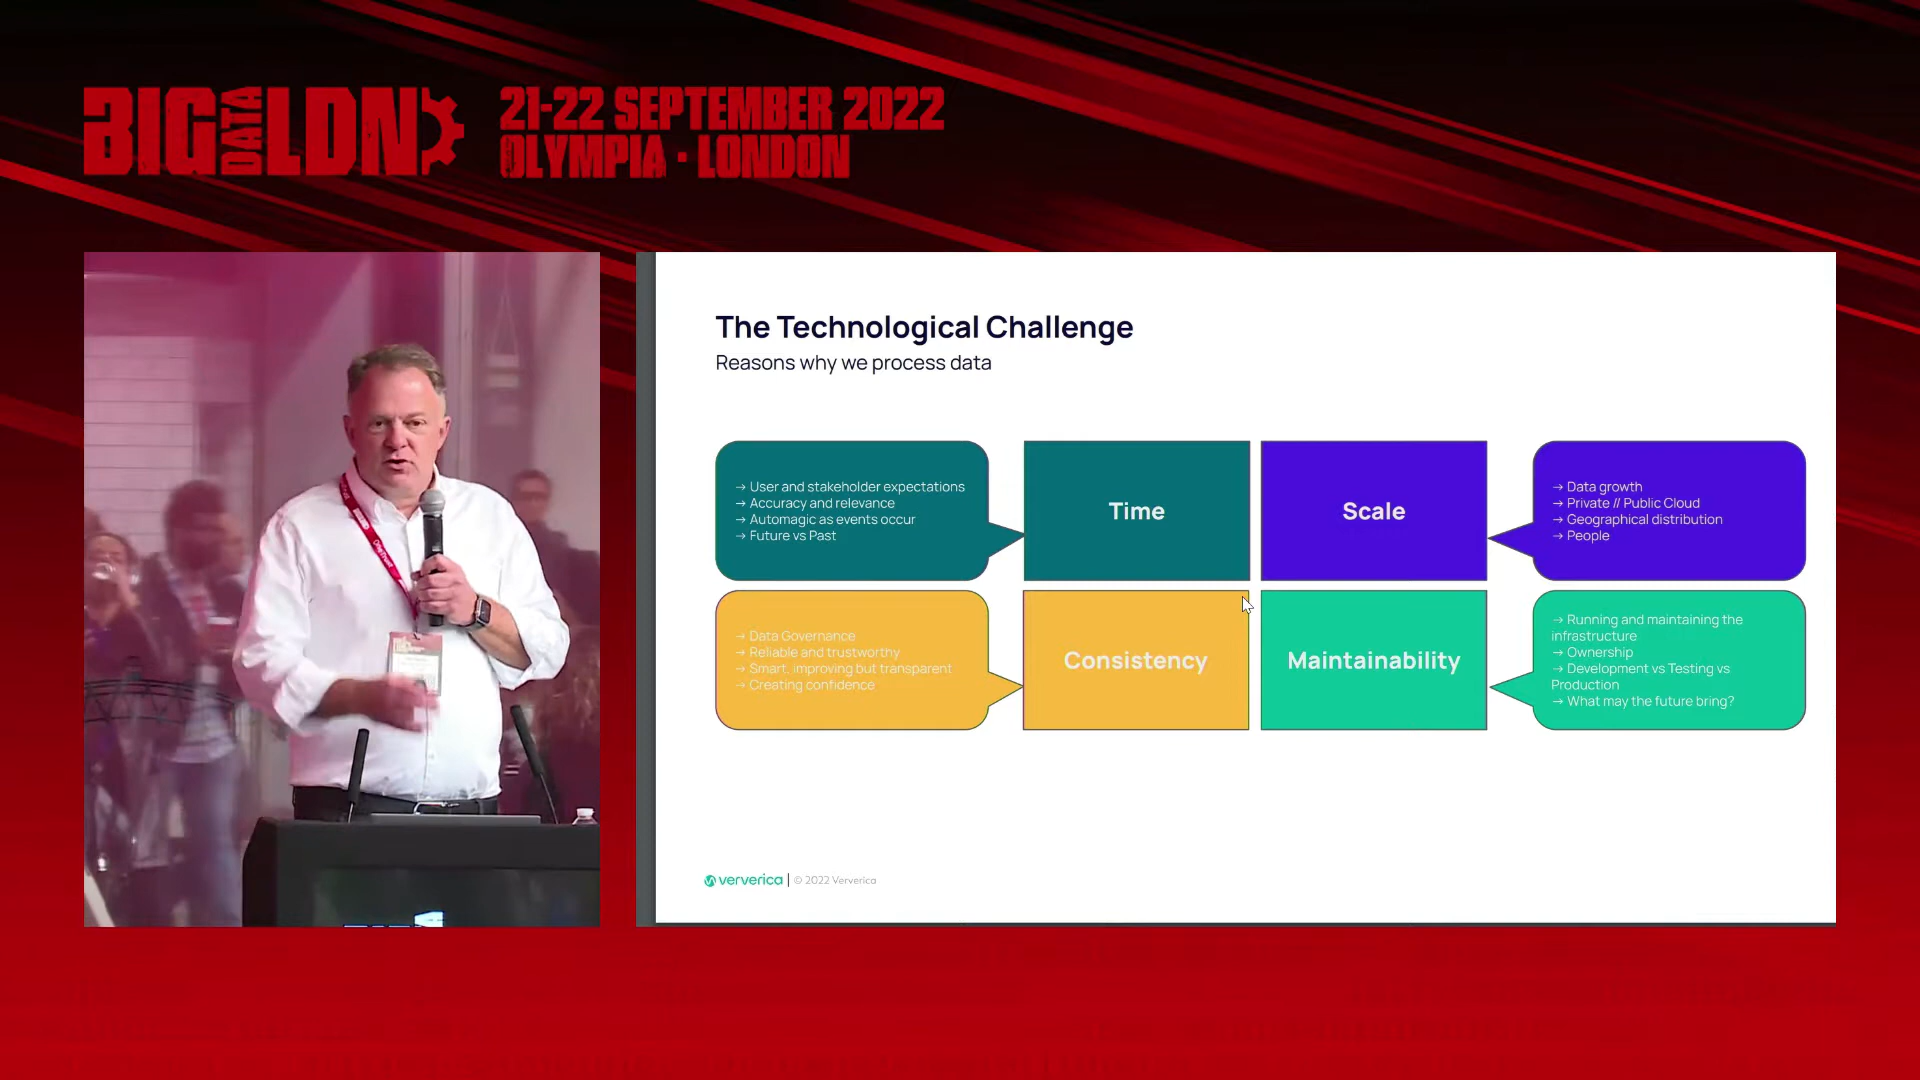 BIG DATA LDN
21-22 SEPTEMBER 2022
OLYMPIA · LONDON
The Technological Challenge
Reasons why we process data
→ User and stakeholder expectations
→ Accuracy and relevance
→ Automagic as events occur
→ Future vs Past
Time
Scale
→ Data growth
→ Private // Public Cloud
→ Geographical distribution
→ People
→ Data Governance
→ Reliable and trustworthy
→ Smart, improving but transparent
→ Creating confidence
Consistency
Maintainability
→ Running and maintaining the
infrastructure
→ Ownership
→ Development vs Testing vs
Production
→ What may the future bring?
ververica | © 2022 Ververica